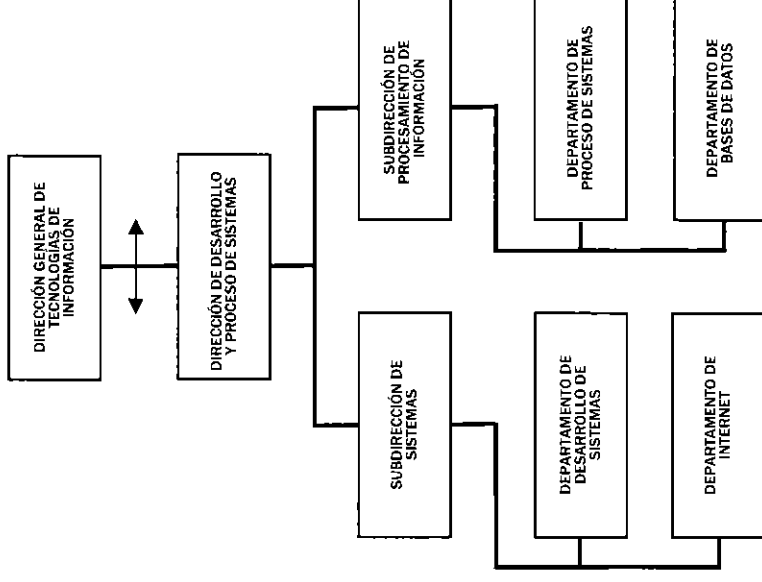 DIRECCIÓN GENERAL DE
TECNOLOGÍAS DE
INFORMACIÓN
DIRECCIÓN DE DESARROLLO
Y PROCESO DE SISTEMAS
SUBDIRECCIÓN DE
SISTEMAS
SUBDIRECCIÓN DE
PROCESAMIENTO DE
INFORMACIÓN
DEPARTAMENTO DE
DESARROLLO DE
SISTEMAS
DEPARTAMENTO DE
PROCESO DE SISTEMAS
DEPARTAMENTO DE
INTERNET
DEPARTAMENTO DE
BASES DE DATOS